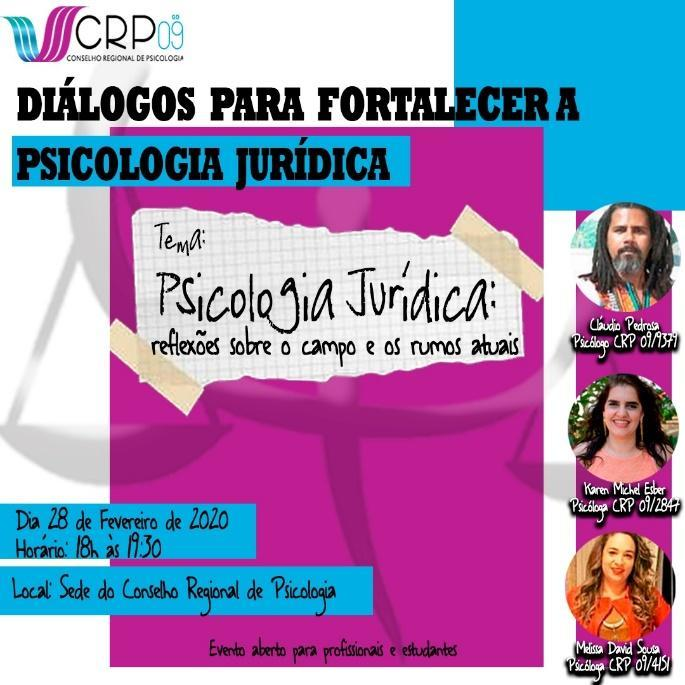 CRP09
GO
CONSELHO REGIONAL DE PSICOLOGIA
DIÁLOGOS PARA FORTALECER A
PSICOLOGIA JURÍDICA
Tema:
Psicologia Jurídica:
reflexões sobre o campo e os rumos atuais
Cláudio Pedrosa
Psicólogo CRP 09/9379
Karen Michel Esber
Psicóloga CRP 09/2847
Melissa David Sousa
Psicóloga CRP 09/4151
Dia 28 de Fevereiro de 2020
Horário: 18h às 19:30
Local: Sede do Conselho Regional de Psicologia
Evento aberto para profissionais e estudantes